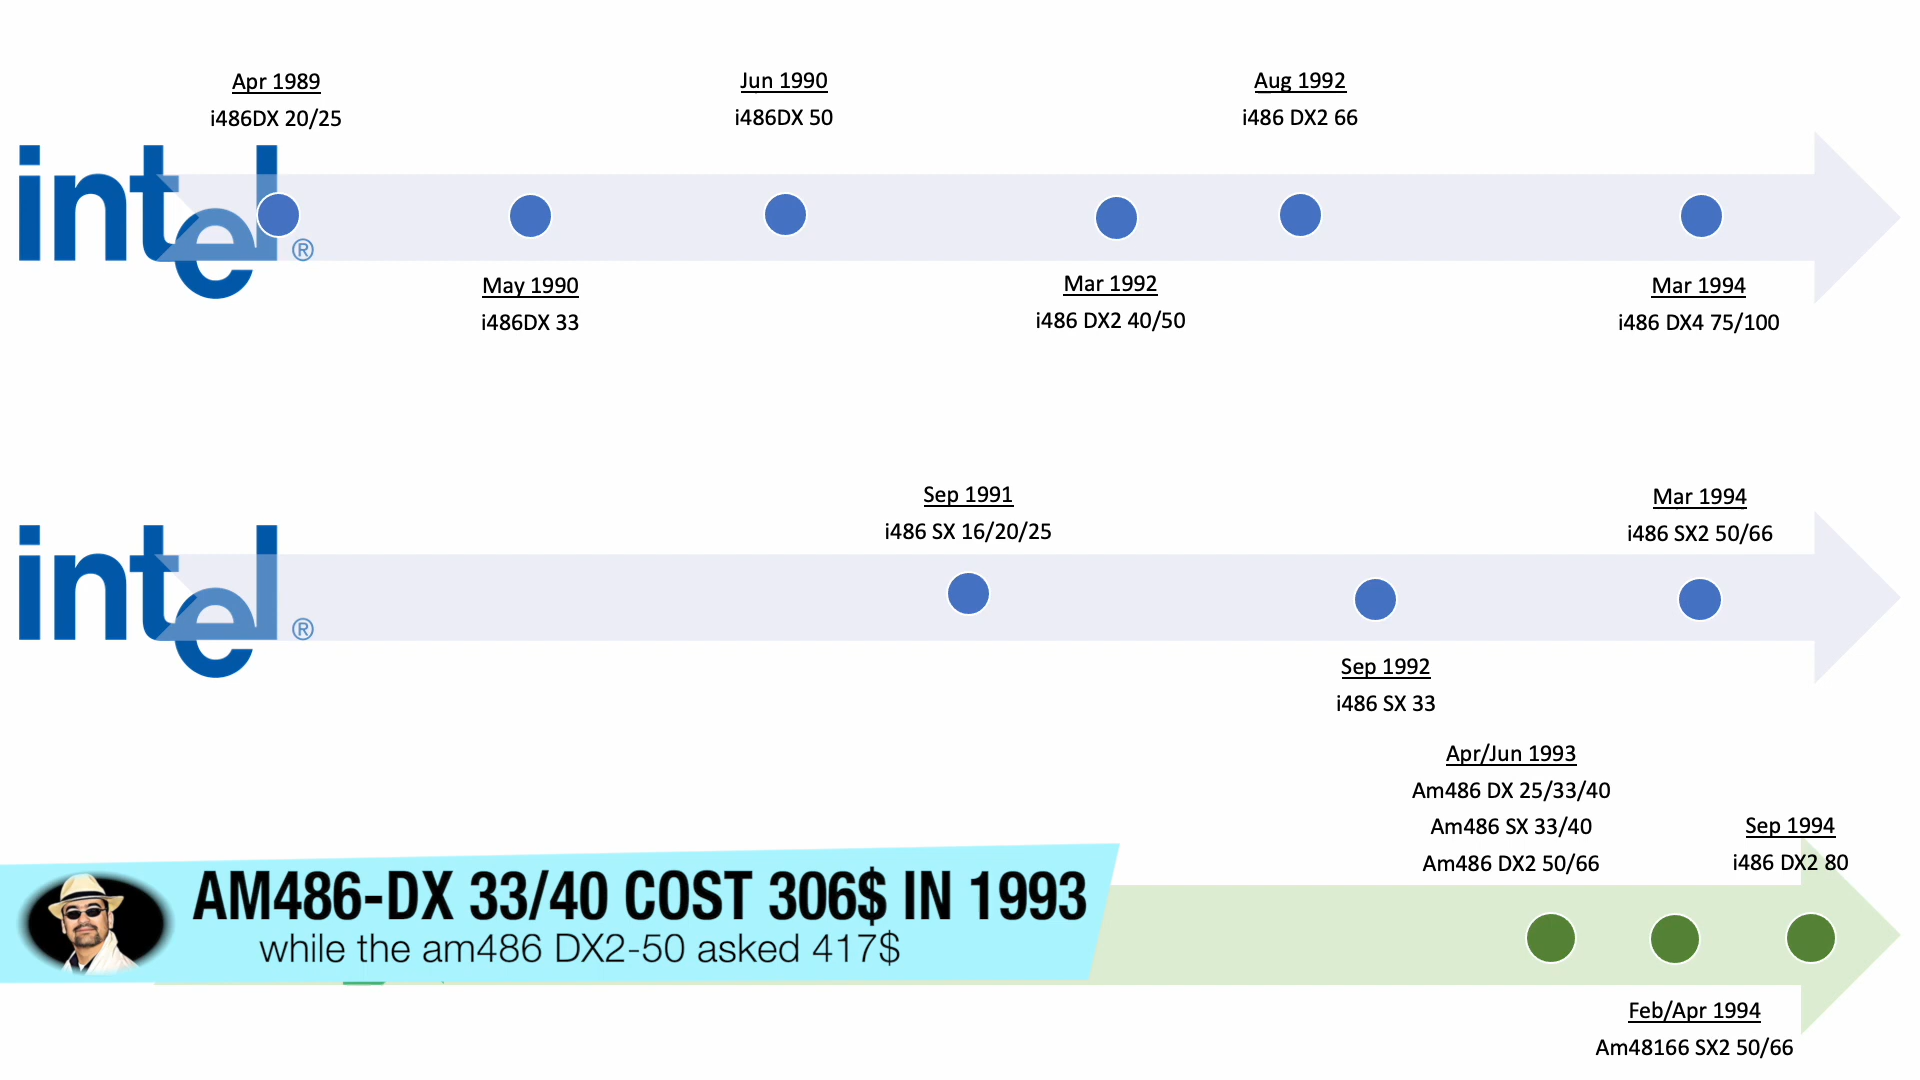 Apr 1989
i486DX 20/25
Jun 1990
i486DX 50
Aug 1992
i486 DX2 66
intel®
May 1990
i486DX 33
Mar 1992
i486 DX2 40/50
Mar 1994
i486 DX4 75/100
Sep 1991
i486 SX 16/20/25
Mar 1994
i486 SX2 50/66
intel®
Sep 1992
i486 SX 33
Apr/Jun 1993
Am486 DX 25/33/40
Am486 SX 33/40
Am486 DX2 50/66
Sep 1994
i486 DX2 80
AM486-DX 33/40 COST 306$ IN 1993
while the am486 DX2-50 asked 417$
Feb/Apr 1994
Am48166 SX2 50/66